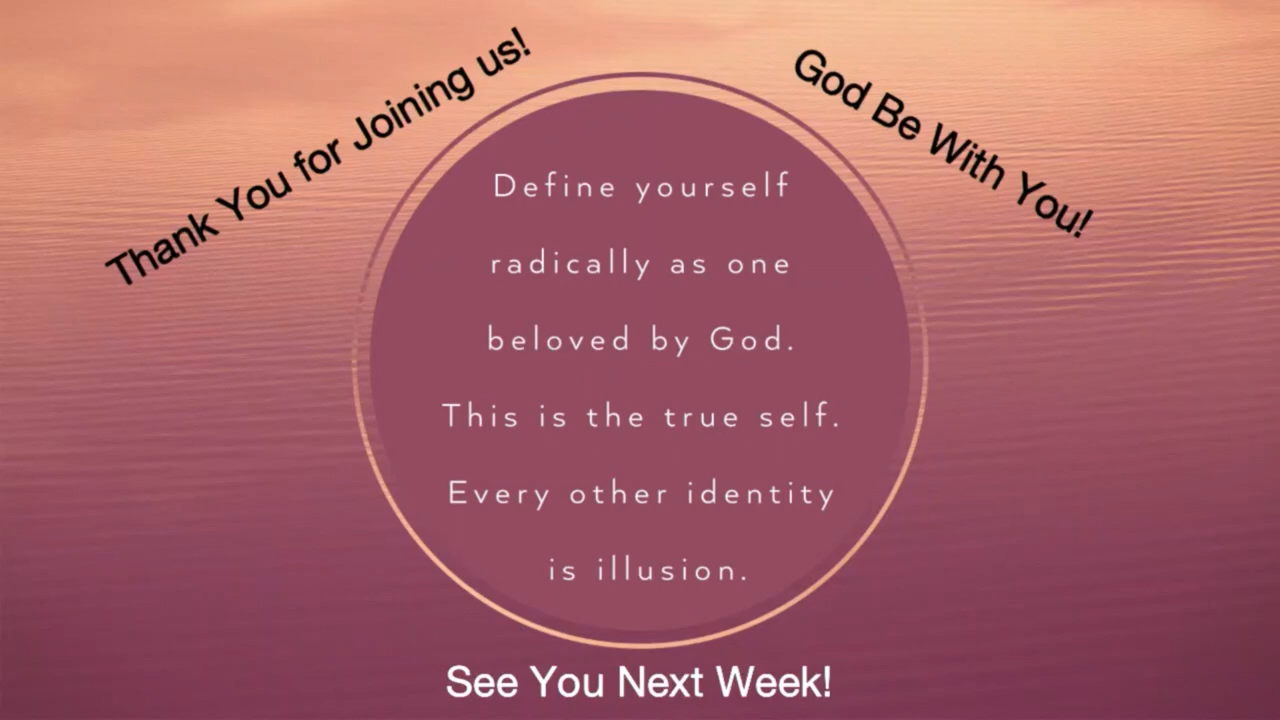 Thank You for Joining us!
God Be With You!
Define yourself
radically as one
beloved by God.
This is the true self.
Every other identity
is illusion.
See You Next Week!